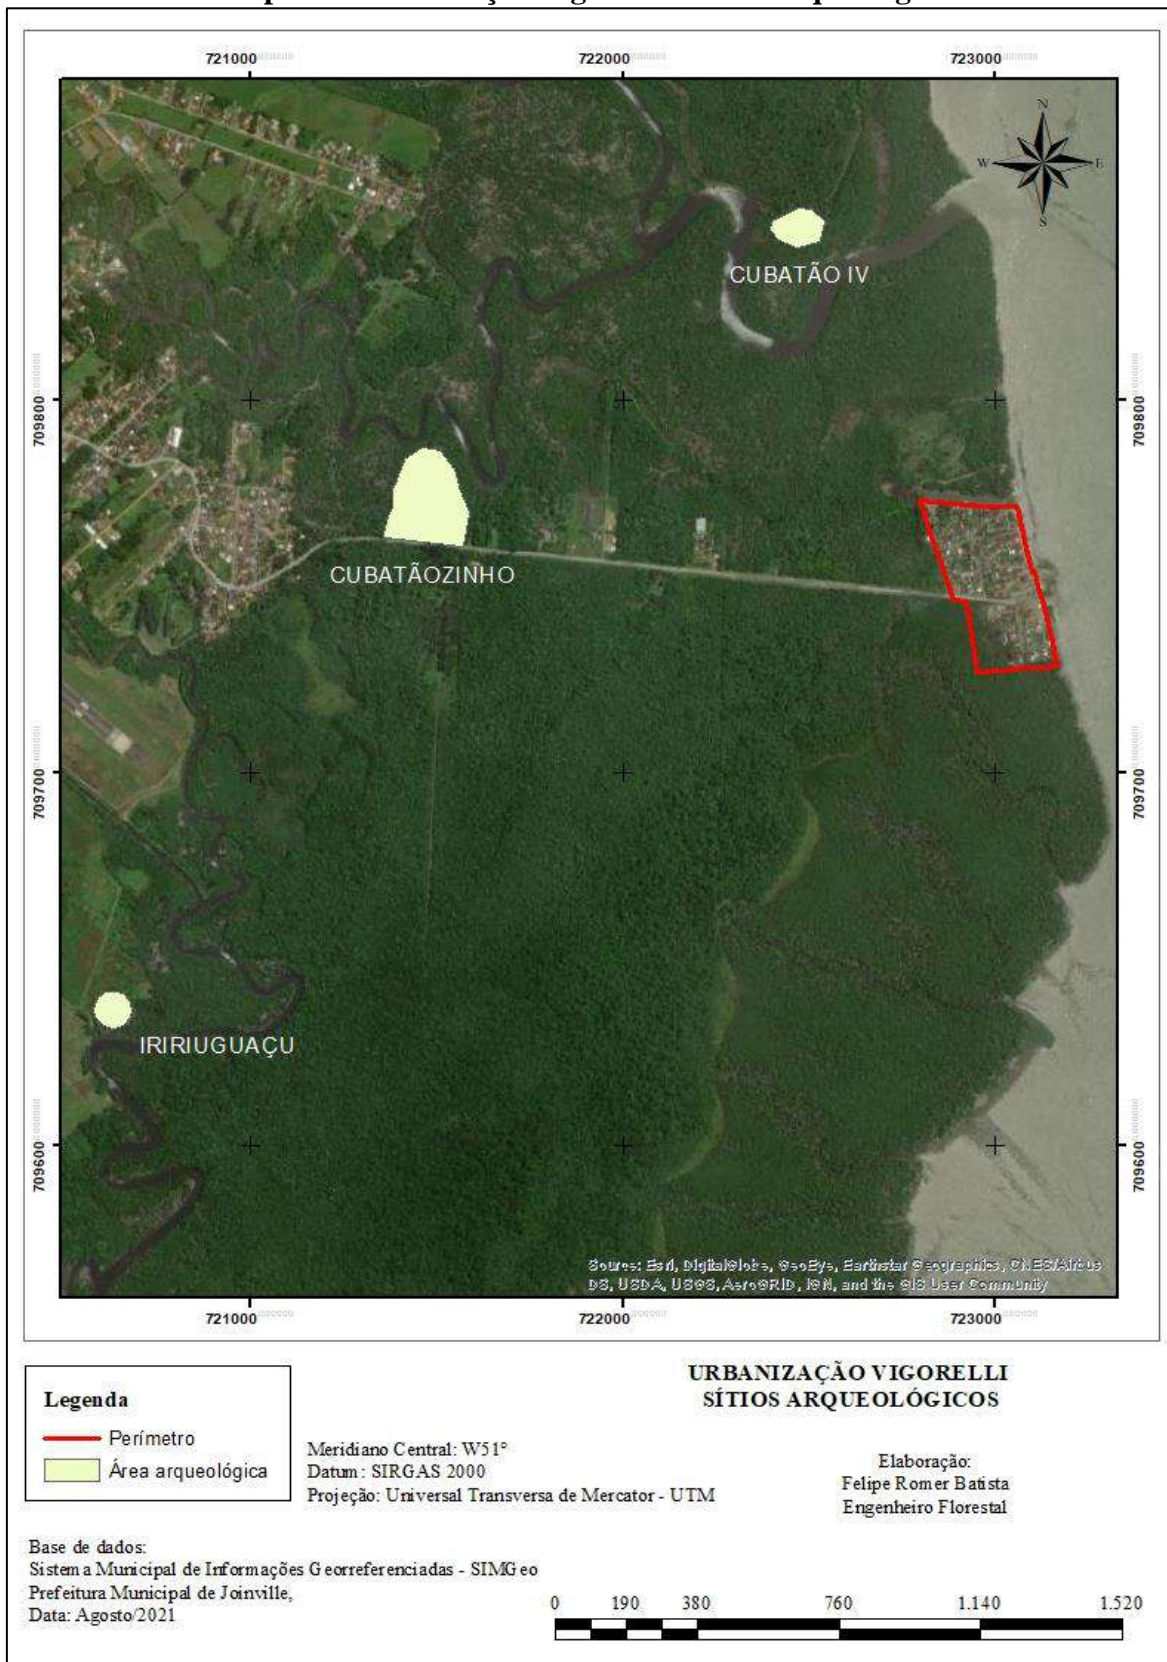 721000 722000 723000
N
W E
S
CUBATÃO IV
709800 709800
CUBATÃOZINHO
709700 709700
IRIRIUGUAÇU
709600 709600
Source: Esri, DigitalGlobe, GeoEye, Earthstar Geographics, CNES/Airbus
DS, USDA, USGS, AeroGRID, IGN, and the GIS User Community
721000 722000 723000
URBANIZAÇÃO VIGORELLI
SÍTIOS ARQUEOLÓGICOS
Legenda
Perímetro
Área arqueológica
Meridiano Central: W51°
Datum: SIRGAS 2000
Projeção: Universal Transversa de Mercator - UTM
Elaboração:
Felipe Romer Batista
Engenheiro Florestal
Base de dados:
Sistema Municipal de Informações Georreferenciadas - SIMGeo
Prefeitura Municipal de Joinville,
Data: Agosto/2021
0 190 380 760 1.140 1.520